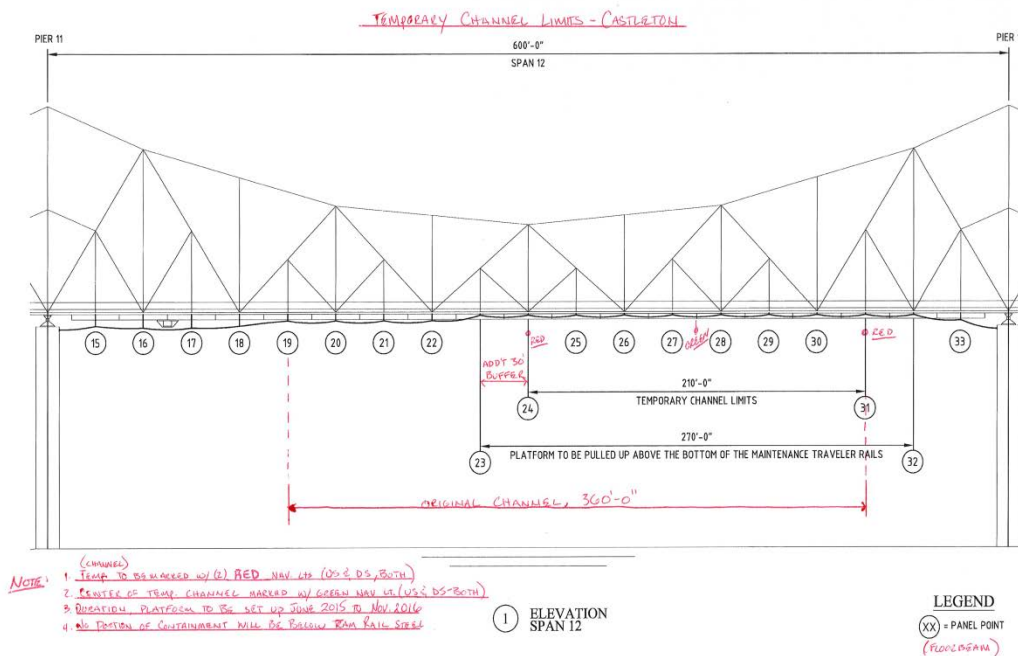 TEMPORARY CHANNEL LIMITS - CASTLETON
PIER 11
600'-0"
PIER
SPAN 12
15 16 17 18 19 20 21 22 RED 25 26 27 GREEN 28 29 30 RED 33
ADD'T 30'
BUFFER
210'-0"
24 TEMPORARY CHANNEL LIMITS 31
270'-0"
23 PLATFORM TO BE PULLED UP ABOVE THE BOTTOM OF THE MAINTENANCE TRAVELER RAILS 32
ORIGINAL CHANNEL, 360'-0"
(CHANNEL)
NOTE: 1. TEMP TO BE MARKED W/ (2) RED NAV. LTS (US & DS, BOTH)
2. CENTER OF TEMP. CHANNEL MARKED W/ GREEN NAV LT. (US & DS-BOTH)
3. DURATION, PLATFORM TO BE SET UP JUNE 2015 TO NOV. 2016
4. NO PORTION OF CONTAINMENT WILL BE BELOW RAIL STEEL
1 ELEVATION
SPAN 12
LEGEND
XX = PANEL POINT
(FLOORBEAM)